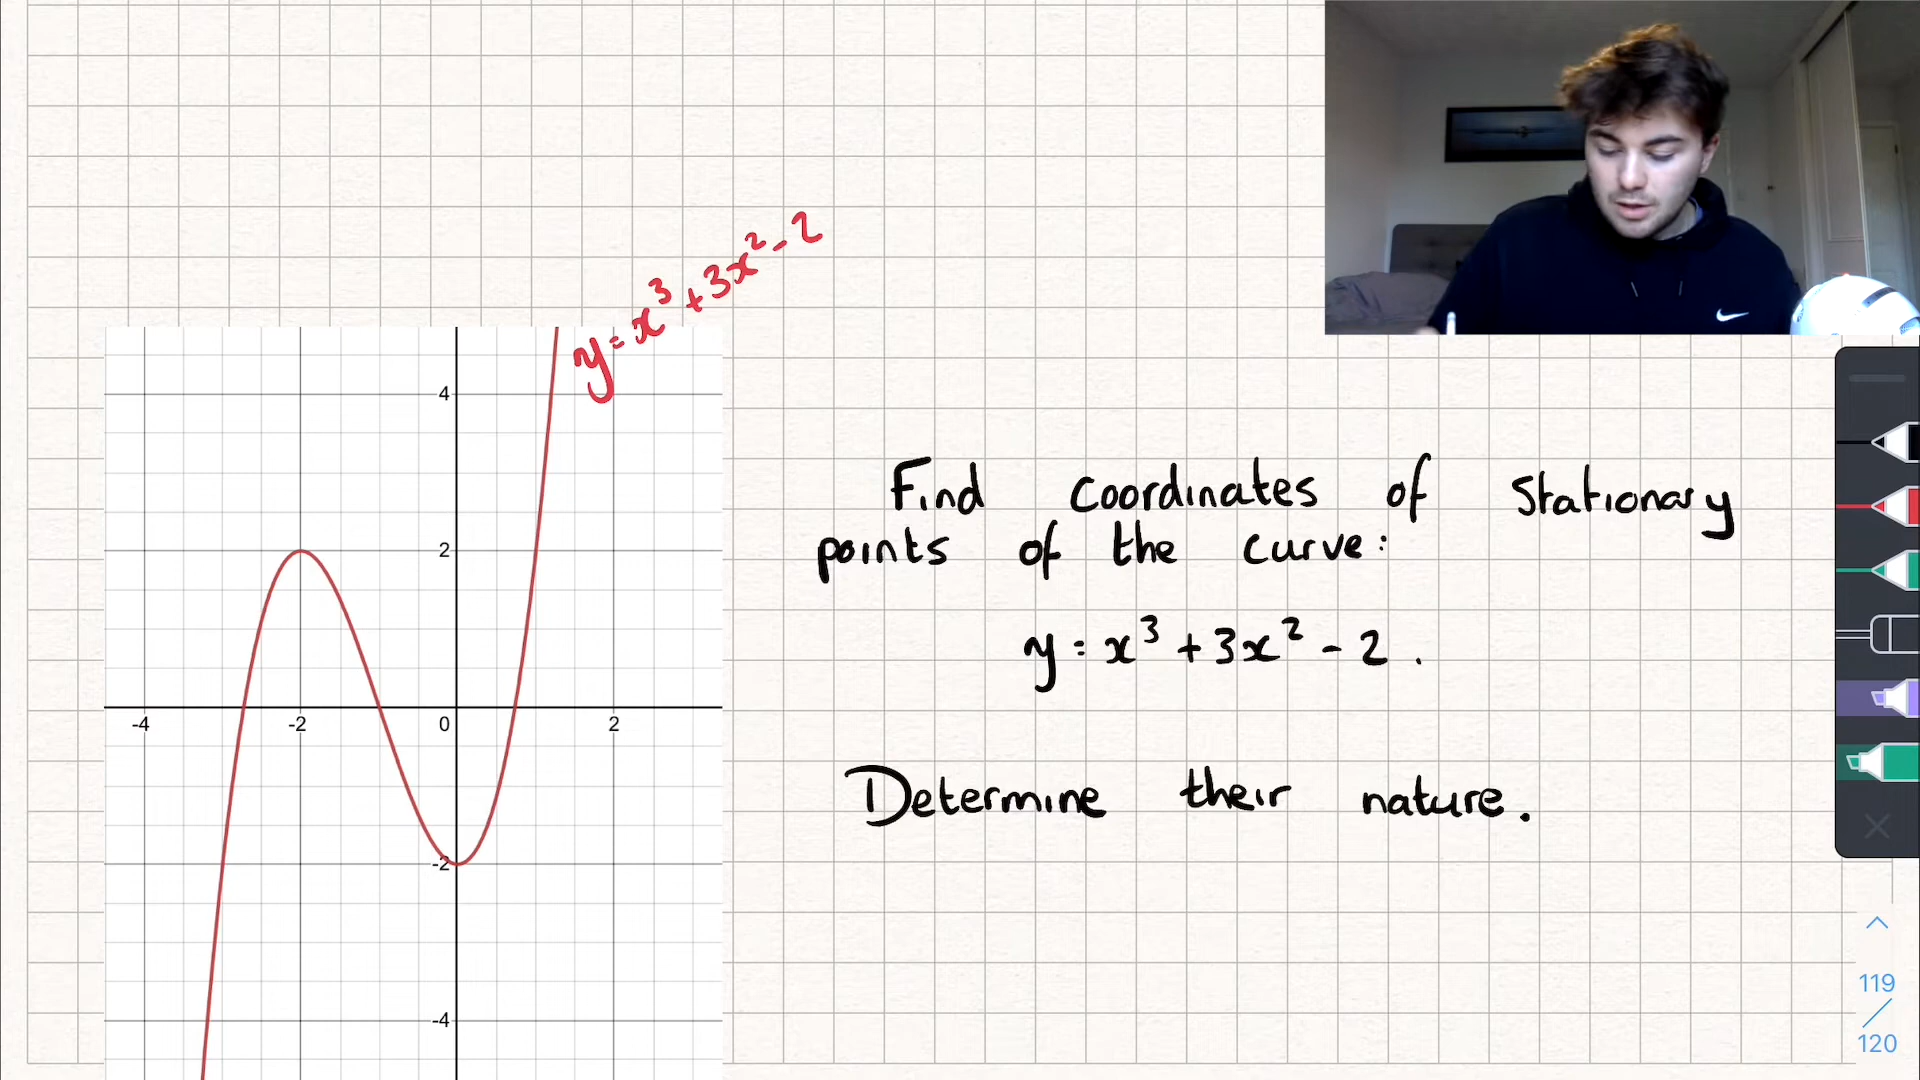 y = x³ + 3x² - 2
Find coordinates of stationary
points of the curve:
y = x³ + 3x² - 2 .
Determine their nature.
4
2
-4 -2 0 2
-2
-4
119
120